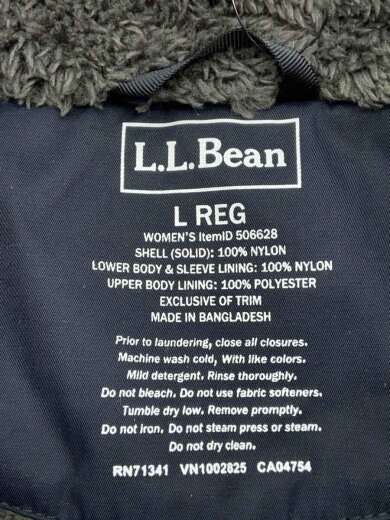 L.L.Bean
L REG
WOMEN'S ItemID 506628
SHELL (SOLID): 100% NYLON
LOWER BODY & SLEEVE LINING: 100% NYLON
UPPER BODY LINING: 100% POLYESTER
EXCLUSIVE OF TRIM
MADE IN BANGLADESH
Prior to laundering, close all closures.
Machine wash cold, With like colors.
Mild detergent. Rinse thoroughly.
Do not bleach. Do not use fabric softeners.
Tumble dry low. Remove promptly.
Do not iron. Do not steam press or steam.
Do not dry clean.
RN71341 VN1002825 CA04754